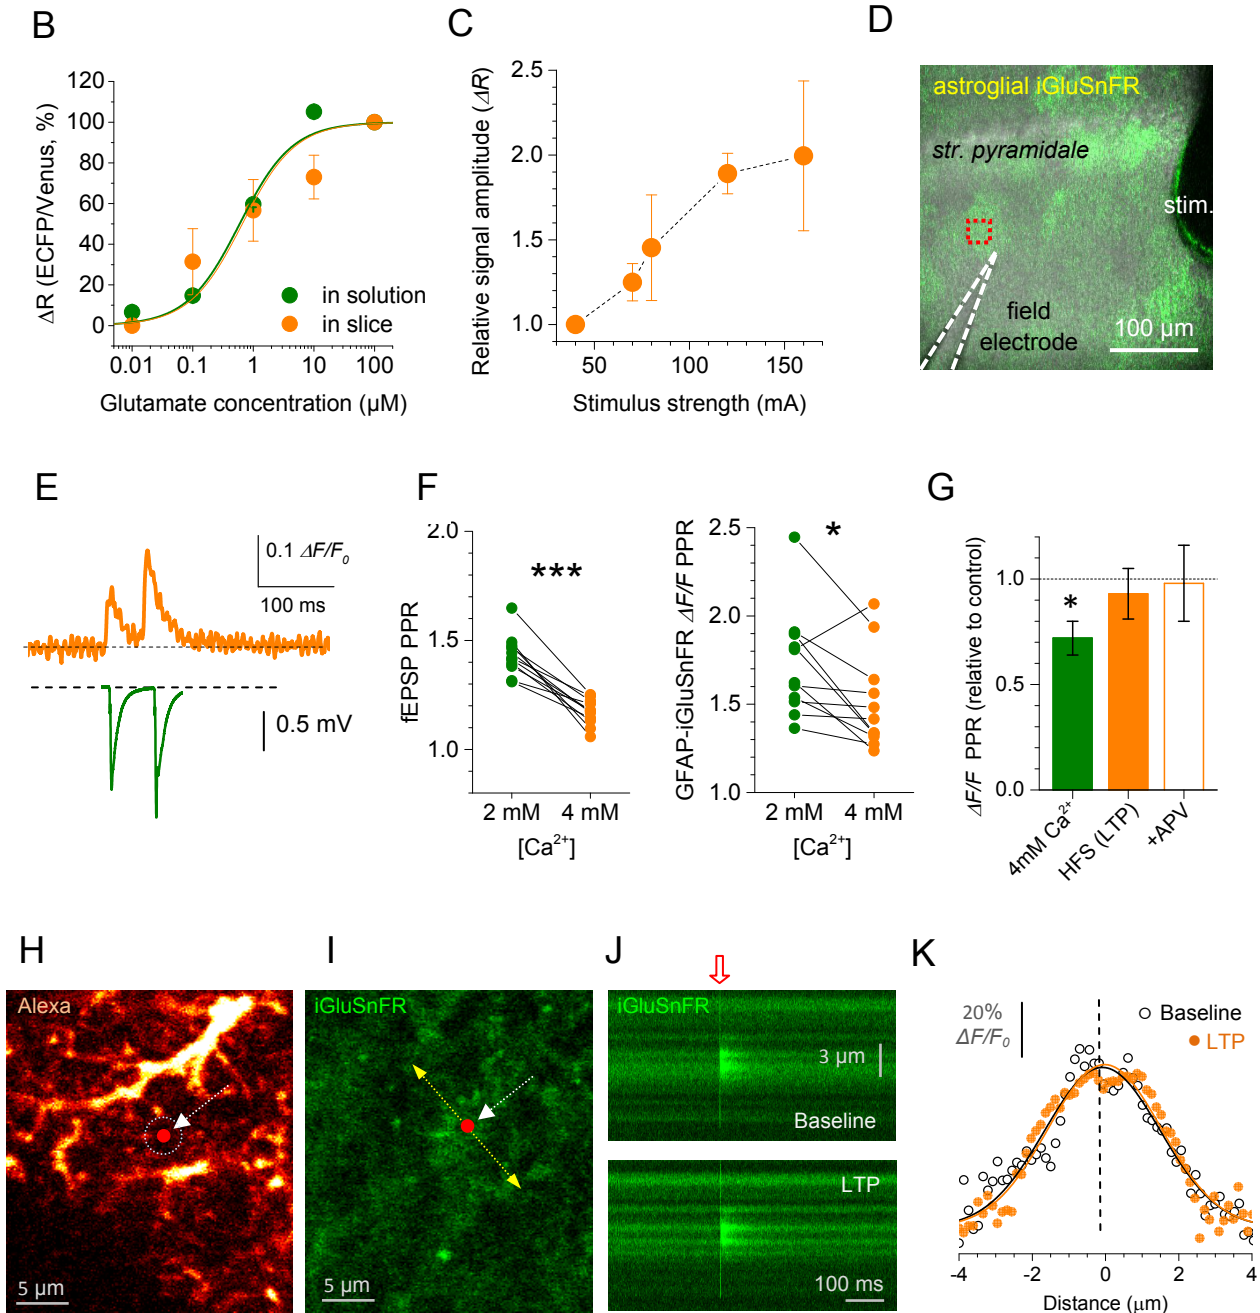 B
120
100
80
60
40
20
0
0.01
0.1
1
10
100
ΔR (ECFP/Venus, %)
in solution
in slice
Glutamate concentration (µM)
C
2.5
2.0
1.5
1.0
50
100
150
Relative signal amplitude (ΔR)
Stimulus strength (mA)
D
astroglial iGluSnFR
str. pyramidale
stim.
field
electrode
100 µm
E
0.1 ΔF/F₀
100 ms
0.5 mV
F
2.0
1.5
1.0
fEPSP PPR
***
2 mM
4 mM
[Ca²⁺]
2.5
2.0
1.5
1.0
GFAP-iGluSnFR ΔF/F PPR
*
2 mM
4 mM
[Ca²⁺]
G
1.0
0.5
0.0
ΔF/F PPR (relative to control)
*
4mM Ca²⁺
HFS (LTP)
+APV
H
Alexa
5 µm
I
iGluSnFR
5 µm
J
iGluSnFR
3 µm
Baseline
LTP
100 ms
K
20%
ΔF/F₀
Baseline
LTP
-4
-2
0
2
4
Distance (µm)